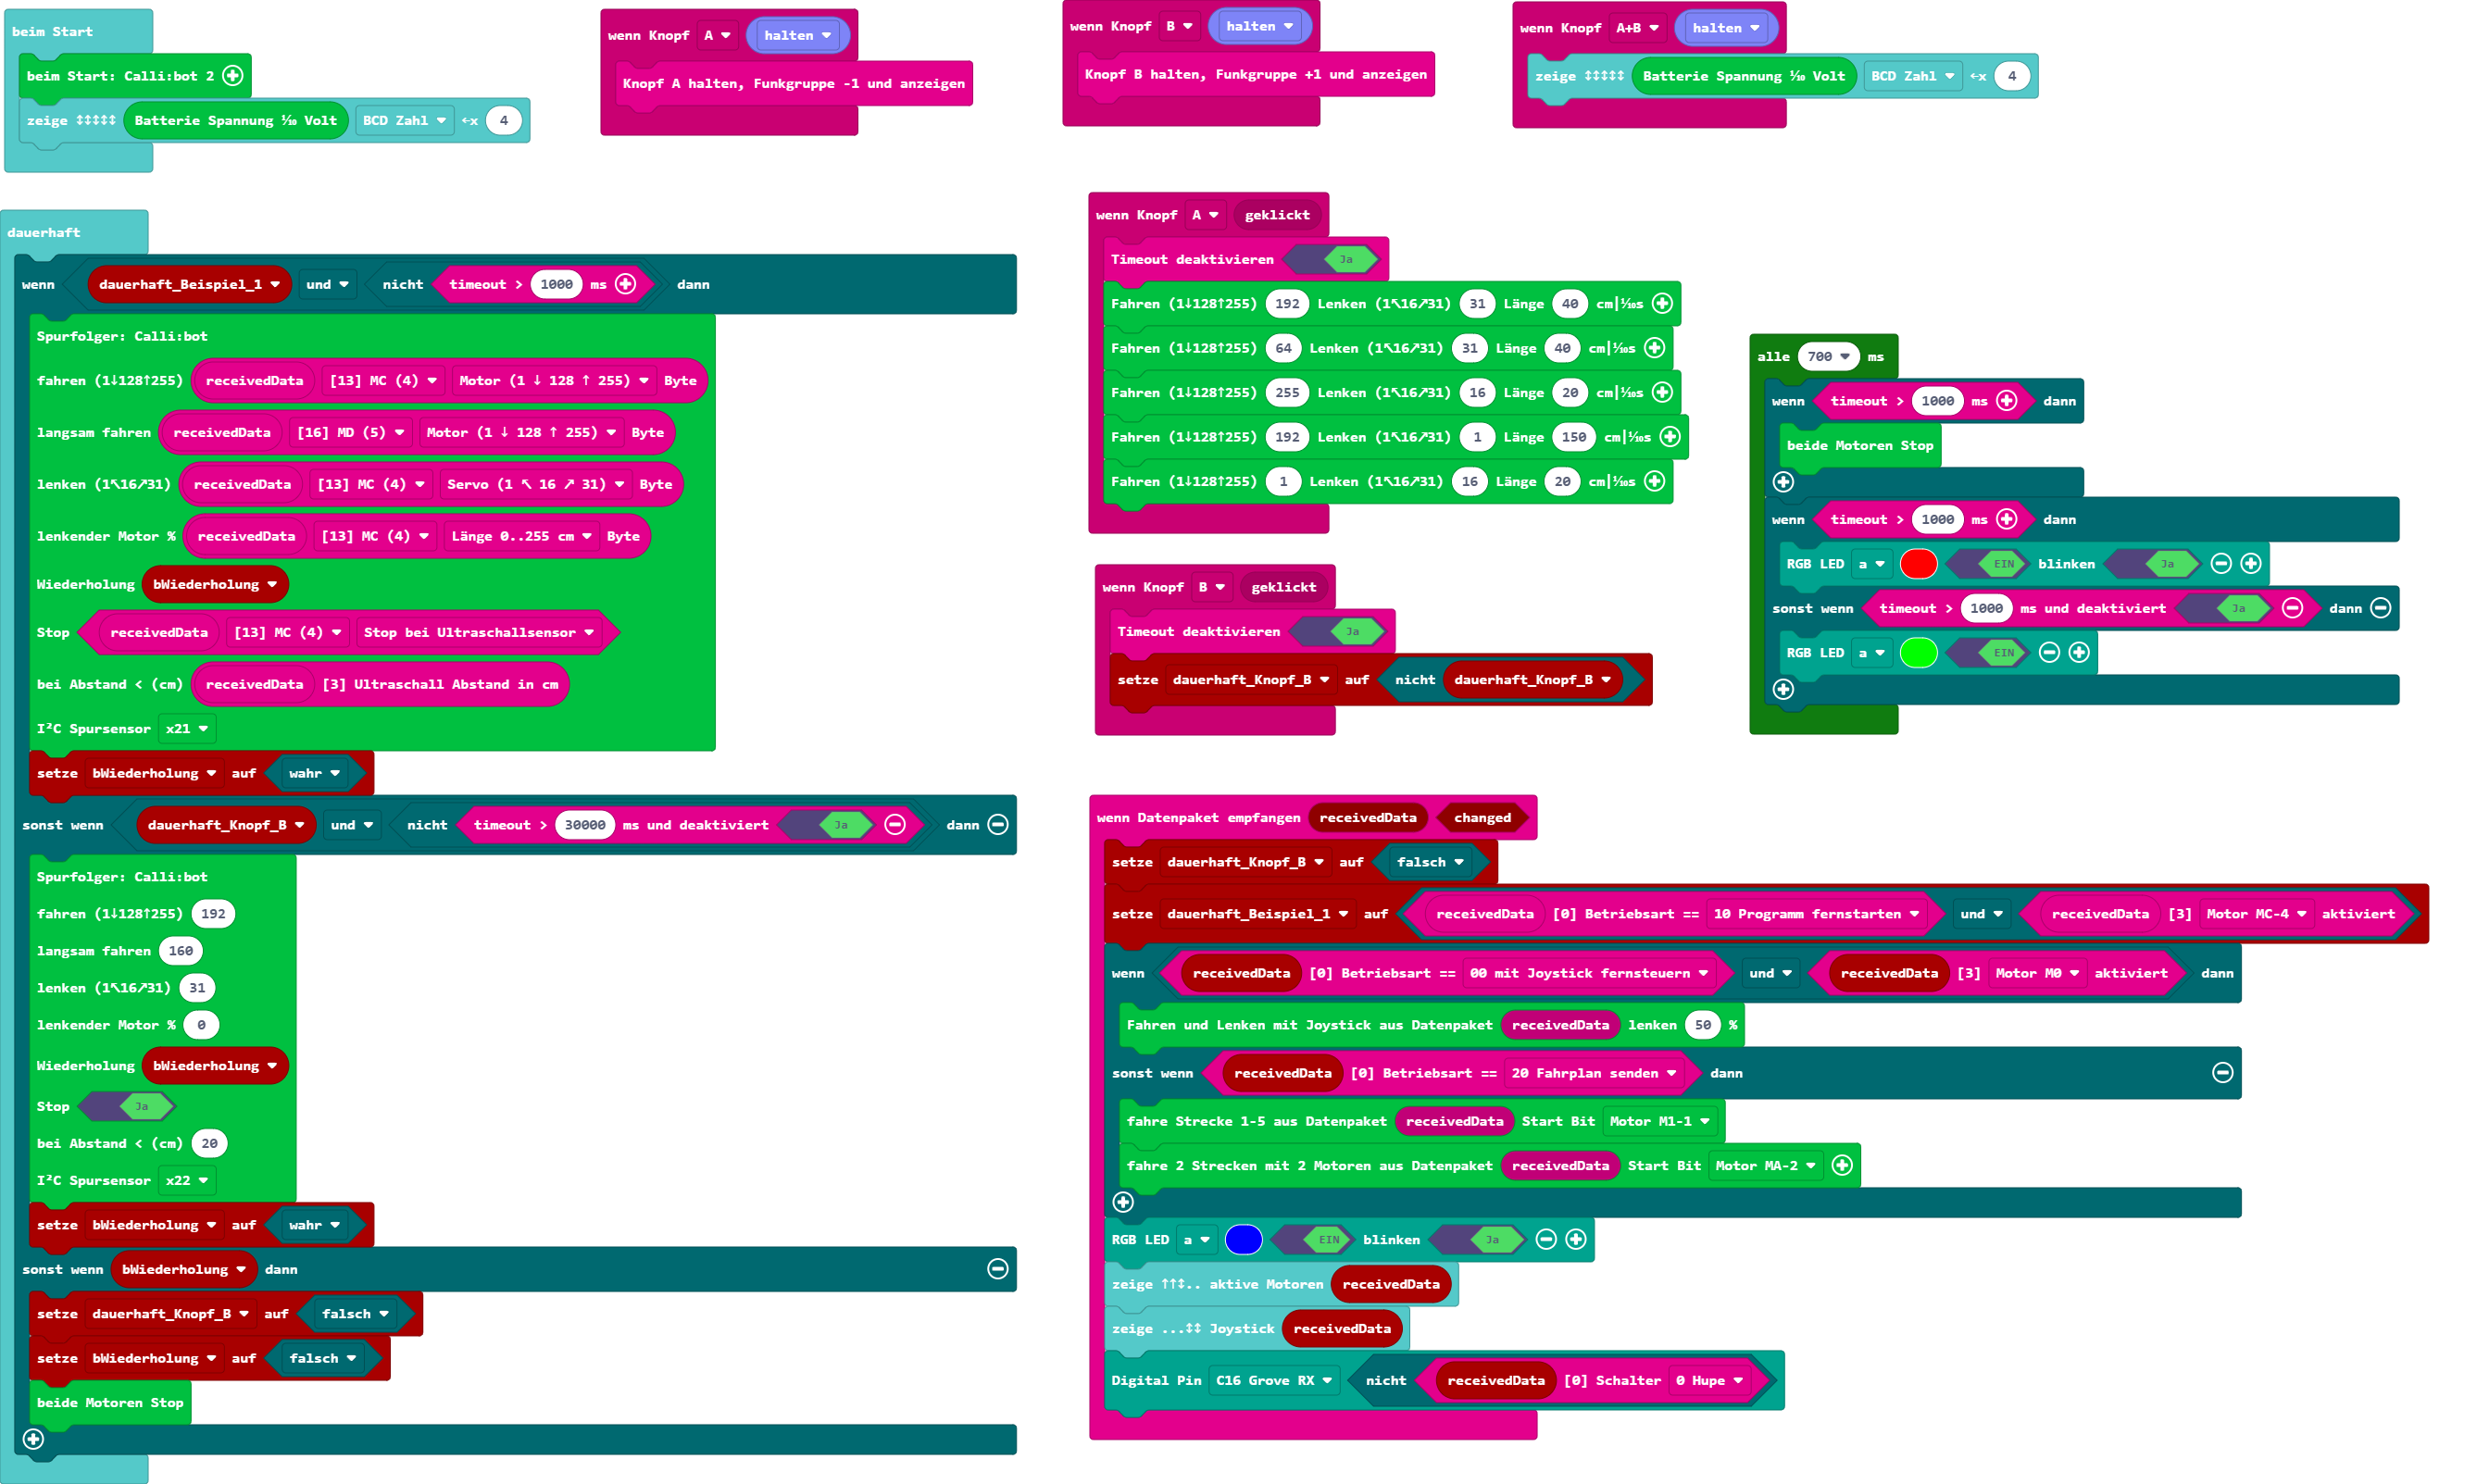 beim Start
beim Start: Calli:bot 2
zeige ↕↕↕↕↕ Batterie Spannung ⅒ Volt BCD Zahl ←x 4
wenn Knopf A halten
Knopf A halten, Funkgruppe -1 und anzeigen
wenn Knopf B halten
Knopf B halten, Funkgruppe +1 und anzeigen
wenn Knopf A+B halten
zeige ↕↕↕↕↕ Batterie Spannung ⅒ Volt BCD Zahl ←x 4
dauerhaft
wenn dauerhaft_Beispiel_1 und nicht timeout > 1000 ms dann
Spurfolger: Calli:bot
fahren (1↓128↑255) receivedData [13] MC (4) Motor (1 ↓ 128 ↑ 255) Byte
langsam fahren receivedData [16] MD (5) Motor (1 ↓ 128 ↑ 255) Byte
lenken (1↖16↗31) receivedData [13] MC (4) Servo (1 ↖ 16 ↗ 31) Byte
lenkender Motor % receivedData [13] MC (4) Länge 0..255 cm Byte
Wiederholung bWiederholung
Stop receivedData [13] MC (4) Stop bei Ultraschallsensor
bei Abstand < (cm) receivedData [3] Ultraschall Abstand in cm
I²C Spursensor x21
setze bWiederholung auf wahr
sonst wenn dauerhaft_Knopf_B und nicht timeout > 30000 ms und deaktiviert Ja dann
Spurfolger: Calli:bot
fahren (1↓128↑255) 192
langsam fahren 160
lenken (1↖16↗31) 31
lenkender Motor % 0
Wiederholung bWiederholung
Stop Ja
bei Abstand < (cm) 20
I²C Spursensor x22
setze bWiederholung auf wahr
sonst wenn bWiederholung dann
setze dauerhaft_Knopf_B auf falsch
setze bWiederholung auf falsch
beide Motoren Stop
wenn Knopf A geklickt
Timeout deaktivieren Ja
Fahren (1↓128↑255) 192 Lenken (1↖16↗31) 31 Länge 40 cm|⅒s
Fahren (1↓128↑255) 64 Lenken (1↖16↗31) 31 Länge 40 cm|⅒s
Fahren (1↓128↑255) 255 Lenken (1↖16↗31) 16 Länge 20 cm|⅒s
Fahren (1↓128↑255) 192 Lenken (1↖16↗31) 1 Länge 150 cm|⅒s
Fahren (1↓128↑255) 1 Lenken (1↖16↗31) 16 Länge 20 cm|⅒s
wenn Knopf B geklickt
Timeout deaktivieren Ja
setze dauerhaft_Knopf_B auf nicht dauerhaft_Knopf_B
alle 700 ms
wenn timeout > 1000 ms dann
beide Motoren Stop
wenn timeout > 1000 ms dann
RGB LED a EIN blinken Ja
sonst wenn timeout > 1000 ms und deaktiviert Ja dann
RGB LED a EIN
wenn Datenpaket empfangen receivedData changed
setze dauerhaft_Knopf_B auf falsch
setze dauerhaft_Beispiel_1 auf receivedData [0] Betriebsart == 10 Programm fernstarten und receivedData [3] Motor MC-4 aktiviert
wenn receivedData [0] Betriebsart == 00 mit Joystick fernsteuern und receivedData [3] Motor M0 aktiviert dann
Fahren und Lenken mit Joystick aus Datenpaket receivedData lenken 50 %
sonst wenn receivedData [0] Betriebsart == 20 Fahrplan senden dann
fahre Strecke 1-5 aus Datenpaket receivedData Start Bit Motor M1-1
fahre 2 Strecken mit 2 Motoren aus Datenpaket receivedData Start Bit Motor MA-2
RGB LED a EIN blinken Ja
zeige ↑↑↕.. aktive Motoren receivedData
zeige ...↕↕ Joystick receivedData
Digital Pin C16 Grove RX nicht receivedData [0] Schalter 0 Hupe